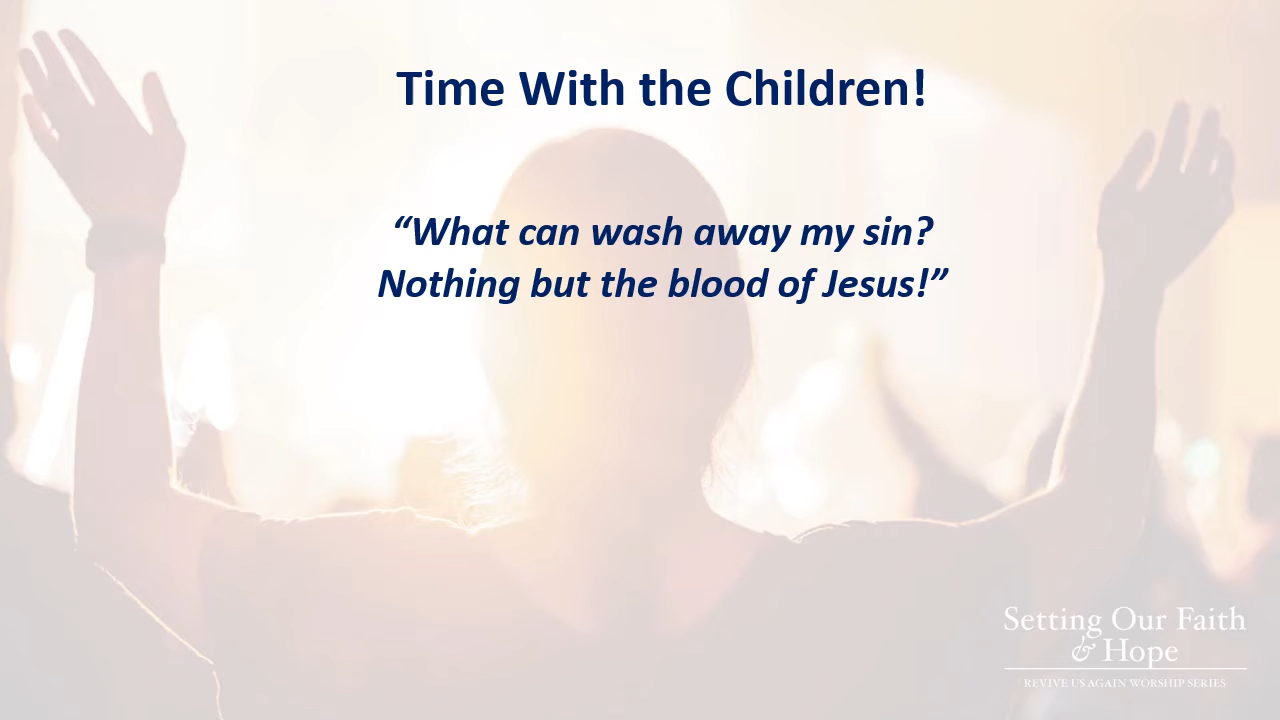 Time With the Children!
“What can wash away my sin?
Nothing but the blood of Jesus!”
Setting Our Faith
& Hope
REVIVE US AGAIN WORSHIP SERIES